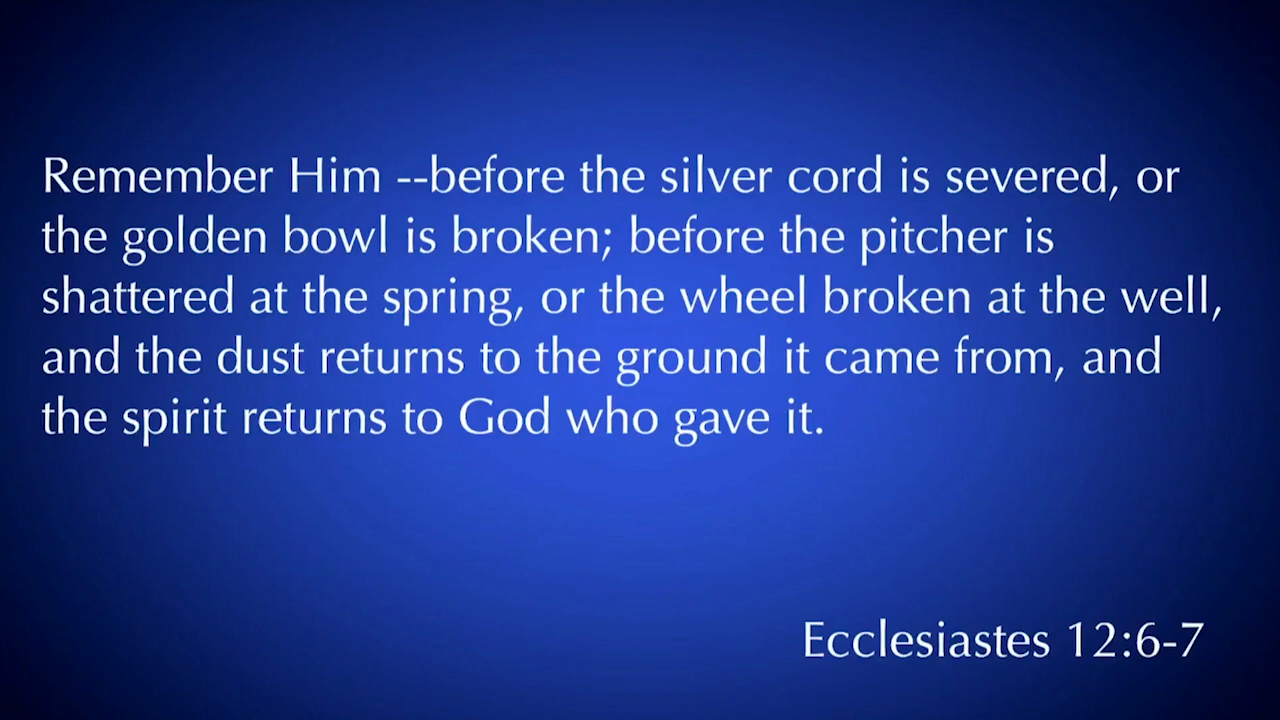 Remember Him --before the silver cord is severed, or
the golden bowl is broken; before the pitcher is
shattered at the spring, or the wheel broken at the well,
and the dust returns to the ground it came from, and
the spirit returns to God who gave it.
Ecclesiastes 12:6-7